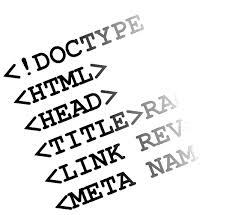 <!DOCTYPE
<HTML>
<HEAD>
<TITLE>RA
<LINK REV
<META NAM